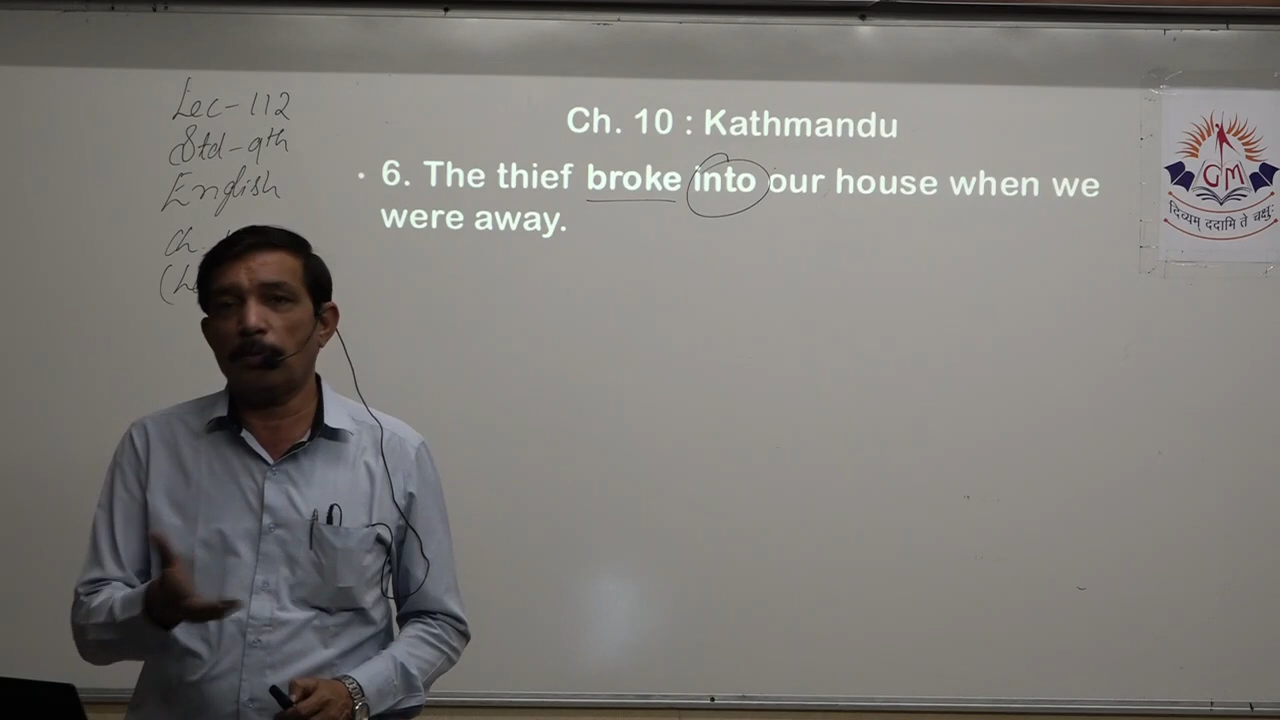 Lec-112
Std-9th
English
Ch. 10 : Kathmandu
• 6. The thief broke into our house when we
were away.
GM
दिव्यम् ददामि ते चक्षुः